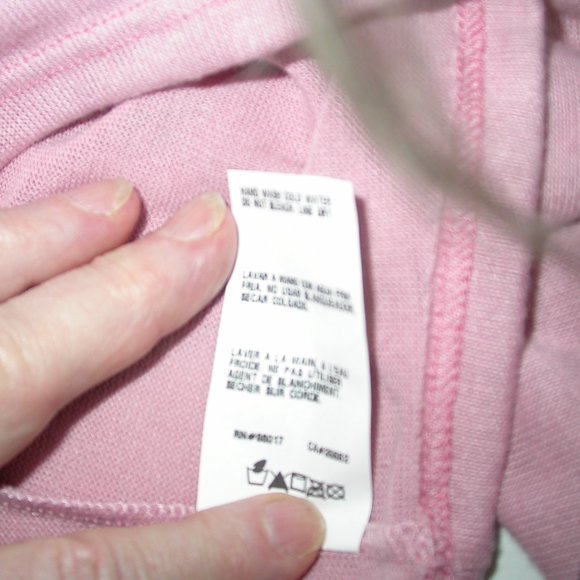 HAND WASH COLD WATER
DO NOT BLEACH LINE DRY
LAVAR A MANO CON AGUA
FRIA. NO USAR BLANQUEADOR
SECAR COLGADO.
LAVER A LA MAIN A L'EAU
FROIDE NO PAS UTILISER
AGENT DE BLANCHIMENT
SECHER SUR CORDE